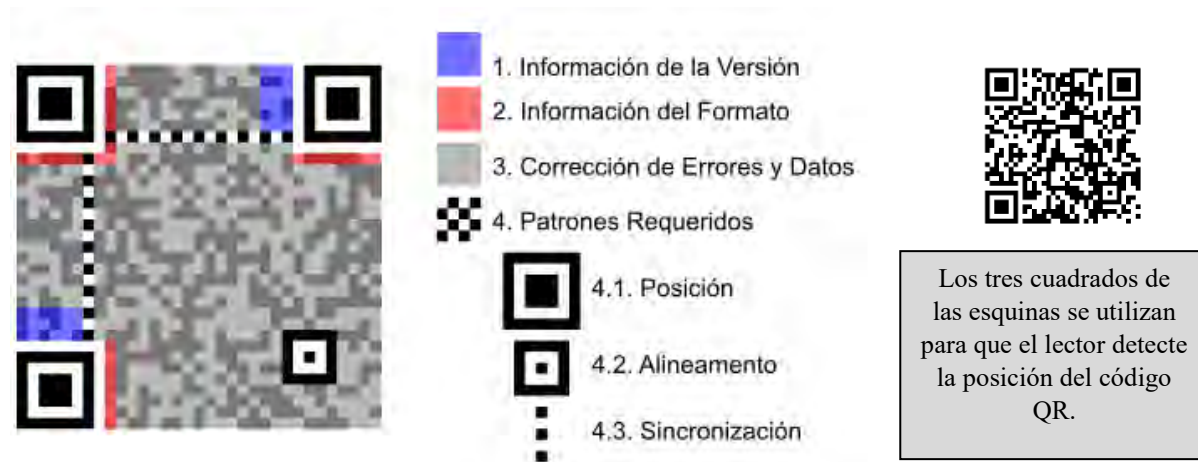 1. Información de la Versión
2. Información del Formato
3. Corrección de Errores y Datos
4. Patrones Requeridos
4.1. Posición
4.2. Alineamento
4.3. Sincronización
Los tres cuadrados de
las esquinas se utilizan
para que el lector detecte
la posición del código
QR.